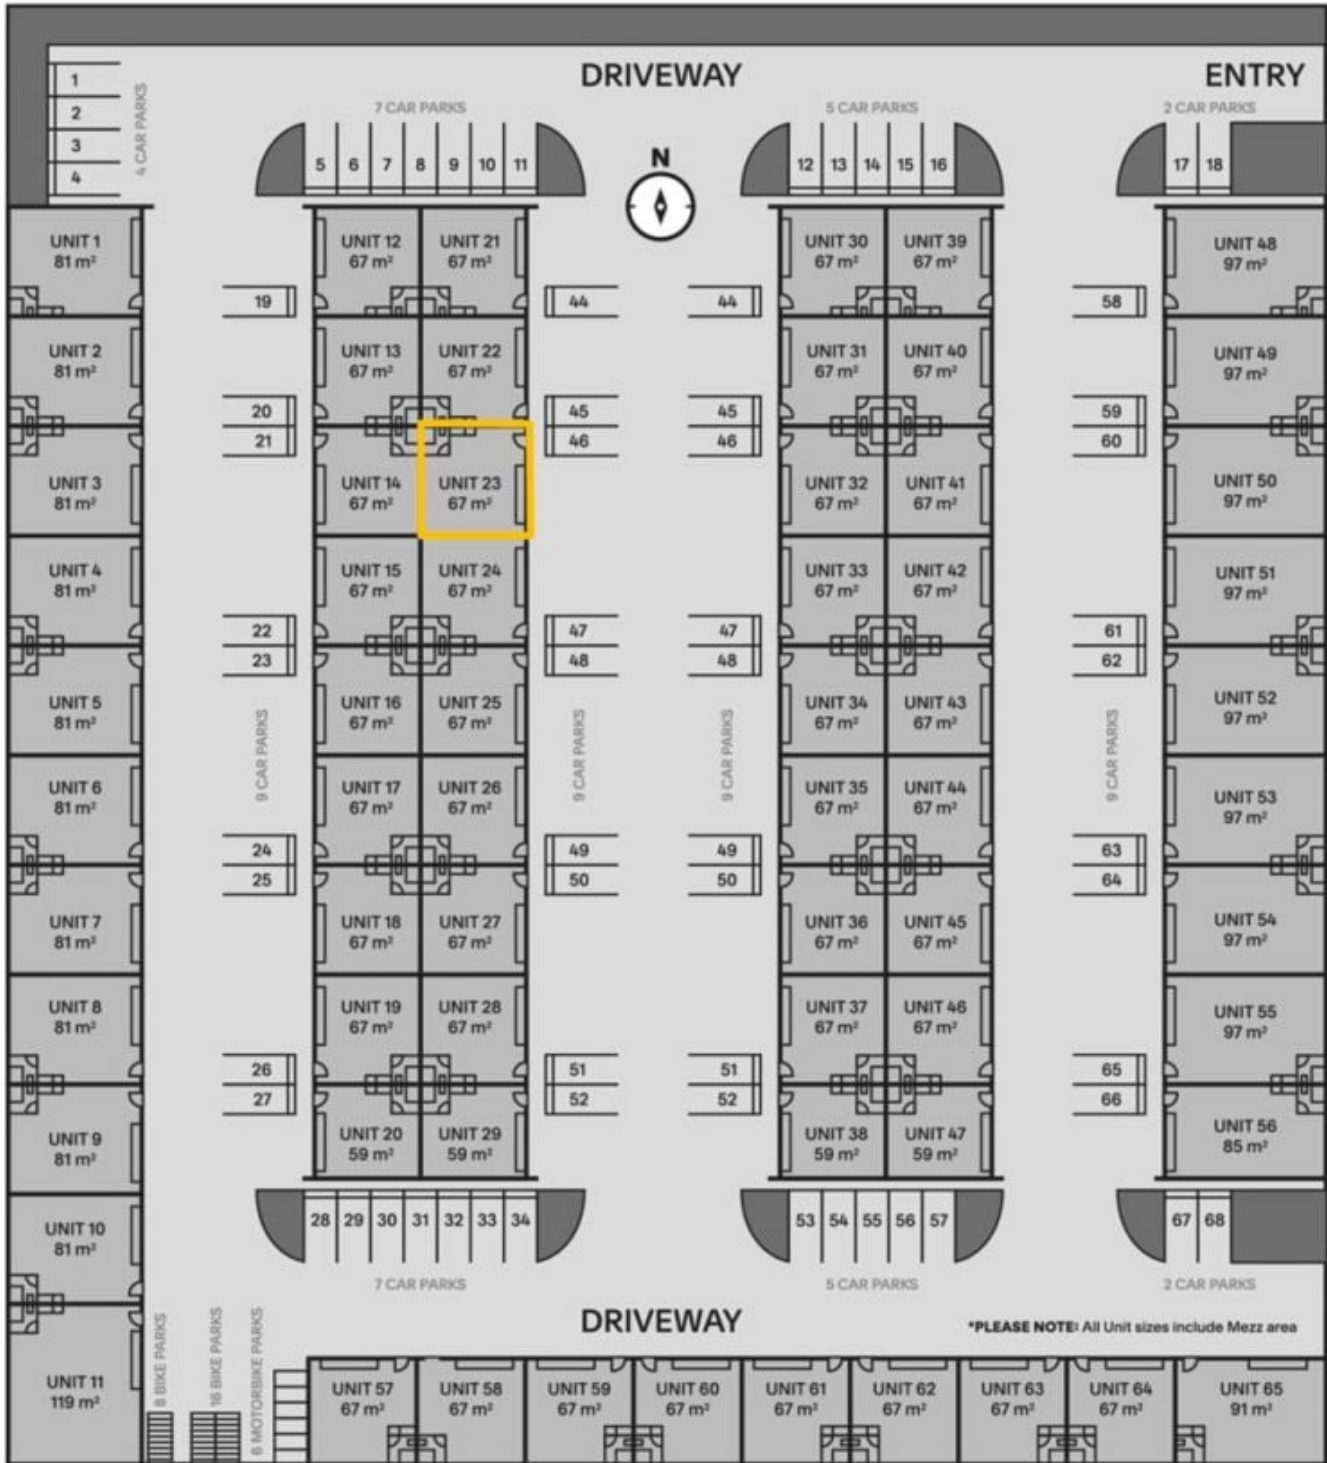 DRIVEWAY
ENTRY
7 CAR PARKS
5 CAR PARKS
2 CAR PARKS
1
2
3
4
4 CAR PARKS
5 6 7 8 9 10 11
12 13 14 15 16
17 18
N
UNIT 1
81 m²
UNIT 2
81 m²
UNIT 3
81 m²
UNIT 4
81 m²
UNIT 5
81 m²
UNIT 6
81 m²
UNIT 7
81 m²
UNIT 8
81 m²
UNIT 9
81 m²
UNIT 10
81 m²
UNIT 11
119 m²
19
20
21
22
23
9 CAR PARKS
24
25
26
27
UNIT 12
67 m²
UNIT 21
67 m²
UNIT 13
67 m²
UNIT 22
67 m²
UNIT 14
67 m²
UNIT 23
67 m²
UNIT 15
67 m²
UNIT 24
67 m²
UNIT 16
67 m²
UNIT 25
67 m²
UNIT 17
67 m²
UNIT 26
67 m²
UNIT 18
67 m²
UNIT 27
67 m²
UNIT 19
67 m²
UNIT 28
67 m²
UNIT 20
59 m²
UNIT 29
59 m²
44
45
46
47
48
9 CAR PARKS
49
50
51
52
44
45
46
47
48
9 CAR PARKS
49
50
51
52
UNIT 30
67 m²
UNIT 39
67 m²
UNIT 31
67 m²
UNIT 40
67 m²
UNIT 32
67 m²
UNIT 41
67 m²
UNIT 33
67 m²
UNIT 42
67 m²
UNIT 34
67 m²
UNIT 43
67 m²
UNIT 35
67 m²
UNIT 44
67 m²
UNIT 36
67 m²
UNIT 45
67 m²
UNIT 37
67 m²
UNIT 46
67 m²
UNIT 38
59 m²
UNIT 47
59 m²
58
59
60
61
62
9 CAR PARKS
63
64
65
66
UNIT 48
97 m²
UNIT 49
97 m²
UNIT 50
97 m²
UNIT 51
97 m²
UNIT 52
97 m²
UNIT 53
97 m²
UNIT 54
97 m²
UNIT 55
97 m²
UNIT 56
85 m²
28 29 30 31 32 33 34
53 54 55 56 57
67 68
7 CAR PARKS
5 CAR PARKS
2 CAR PARKS
DRIVEWAY
*PLEASE NOTE: All Unit sizes include Mezz area
8 BIKE PARKS
16 BIKE PARKS
6 MOTORBIKE PARKS
UNIT 57
67 m²
UNIT 58
67 m²
UNIT 59
67 m²
UNIT 60
67 m²
UNIT 61
67 m²
UNIT 62
67 m²
UNIT 63
67 m²
UNIT 64
67 m²
UNIT 65
91 m²